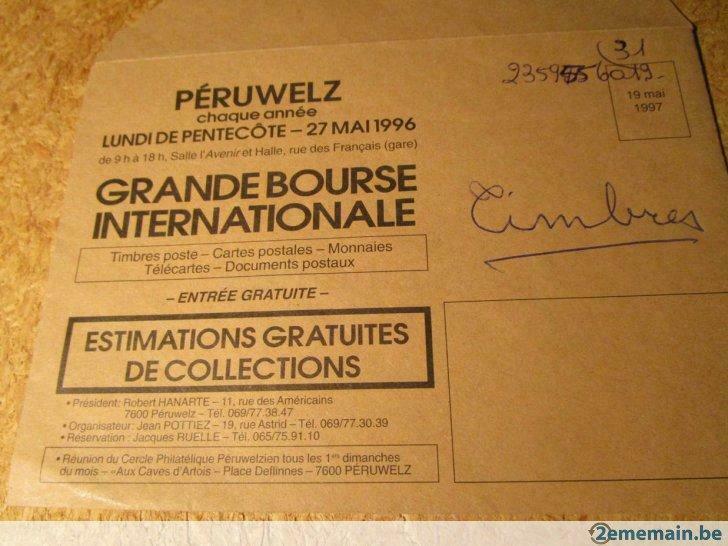 PÉRUWELZ
chaque année
LUNDI DE PENTECÔTE – 27 MAI 1996
de 9 h à 18 h, Salle l'Avenir et Halle, rue des Français (gare)
GRANDE BOURSE
INTERNATIONALE
Timbres poste – Cartes postales – Monnaies
Télécartes – Documents postaux
– ENTRÉE GRATUITE –
ESTIMATIONS GRATUITES
DE COLLECTIONS
• Président: Robert HANARTE – 11, rue des Américains
7600 Péruwelz – Tél. 069/77.38.47
• Organisateur: Jean POTTIEZ – 19, rue Astrid – Tél. 069/77.30.39
• Réservation : Jacques RUELLE – Tél. 065/75.91.10
• Réunion du Cercle Philatélique Péruwelzien tous les 1ers dimanches
du mois – «Aux Caves d'Artois – Place Deflinnes – 7600 PÉRUWELZ
(31
19 mai
1997
Timbres
2ememain.be